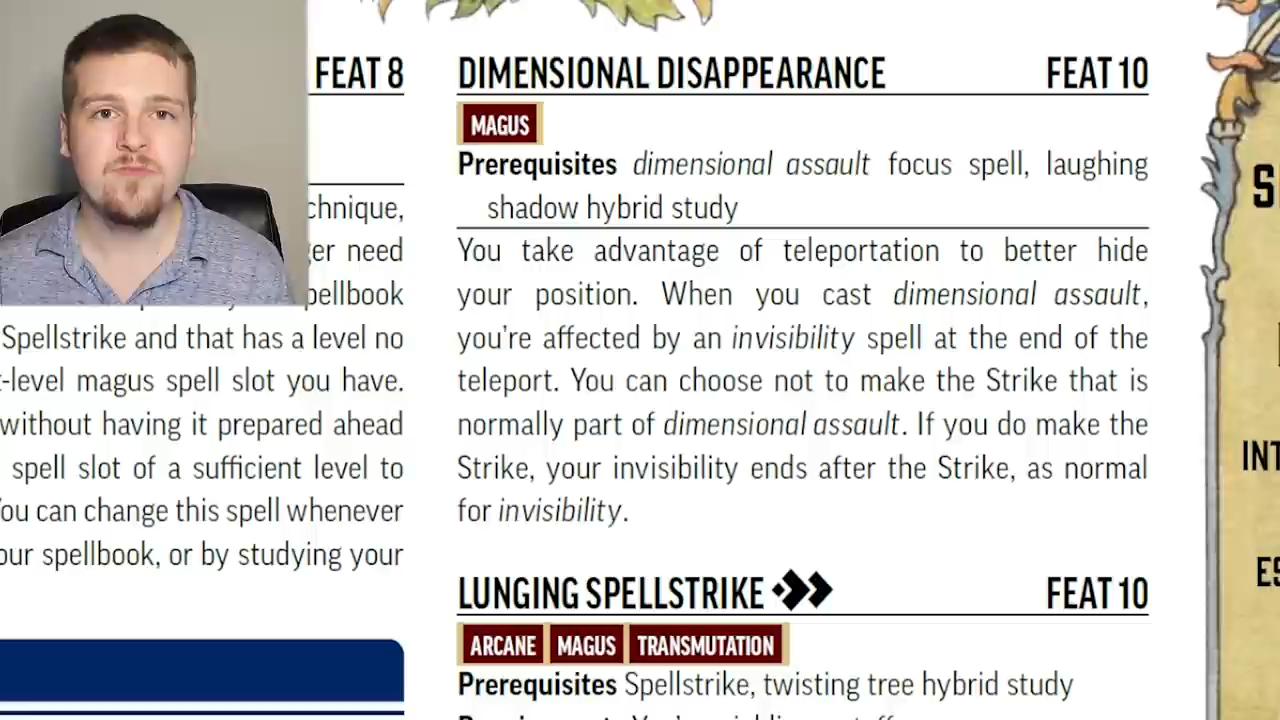 FEAT 8
chnique,
need
Spellstrike and that has a level no
level magus spell slot you have.
without having it prepared ahead
spell slot of a sufficient level to
ou can change this spell whenever
our spellbook, or by studying your
DIMENSIONAL DISAPPEARANCE FEAT 10
MAGUS
Prerequisites dimensional assault focus spell, laughing
shadow hybrid study
You take advantage of teleportation to better hide
your position. When you cast dimensional assault,
you're affected by an invisibility spell at the end of the
teleport. You can choose not to make the Strike that is
normally part of dimensional assault. If you do make the
Strike, your invisibility ends after the Strike, as normal
for invisibility.
LUNGING SPELLSTRIKE FEAT 10
ARCANE MAGUS TRANSMUTATION
Prerequisites Spellstrike, twisting tree hybrid study
INT